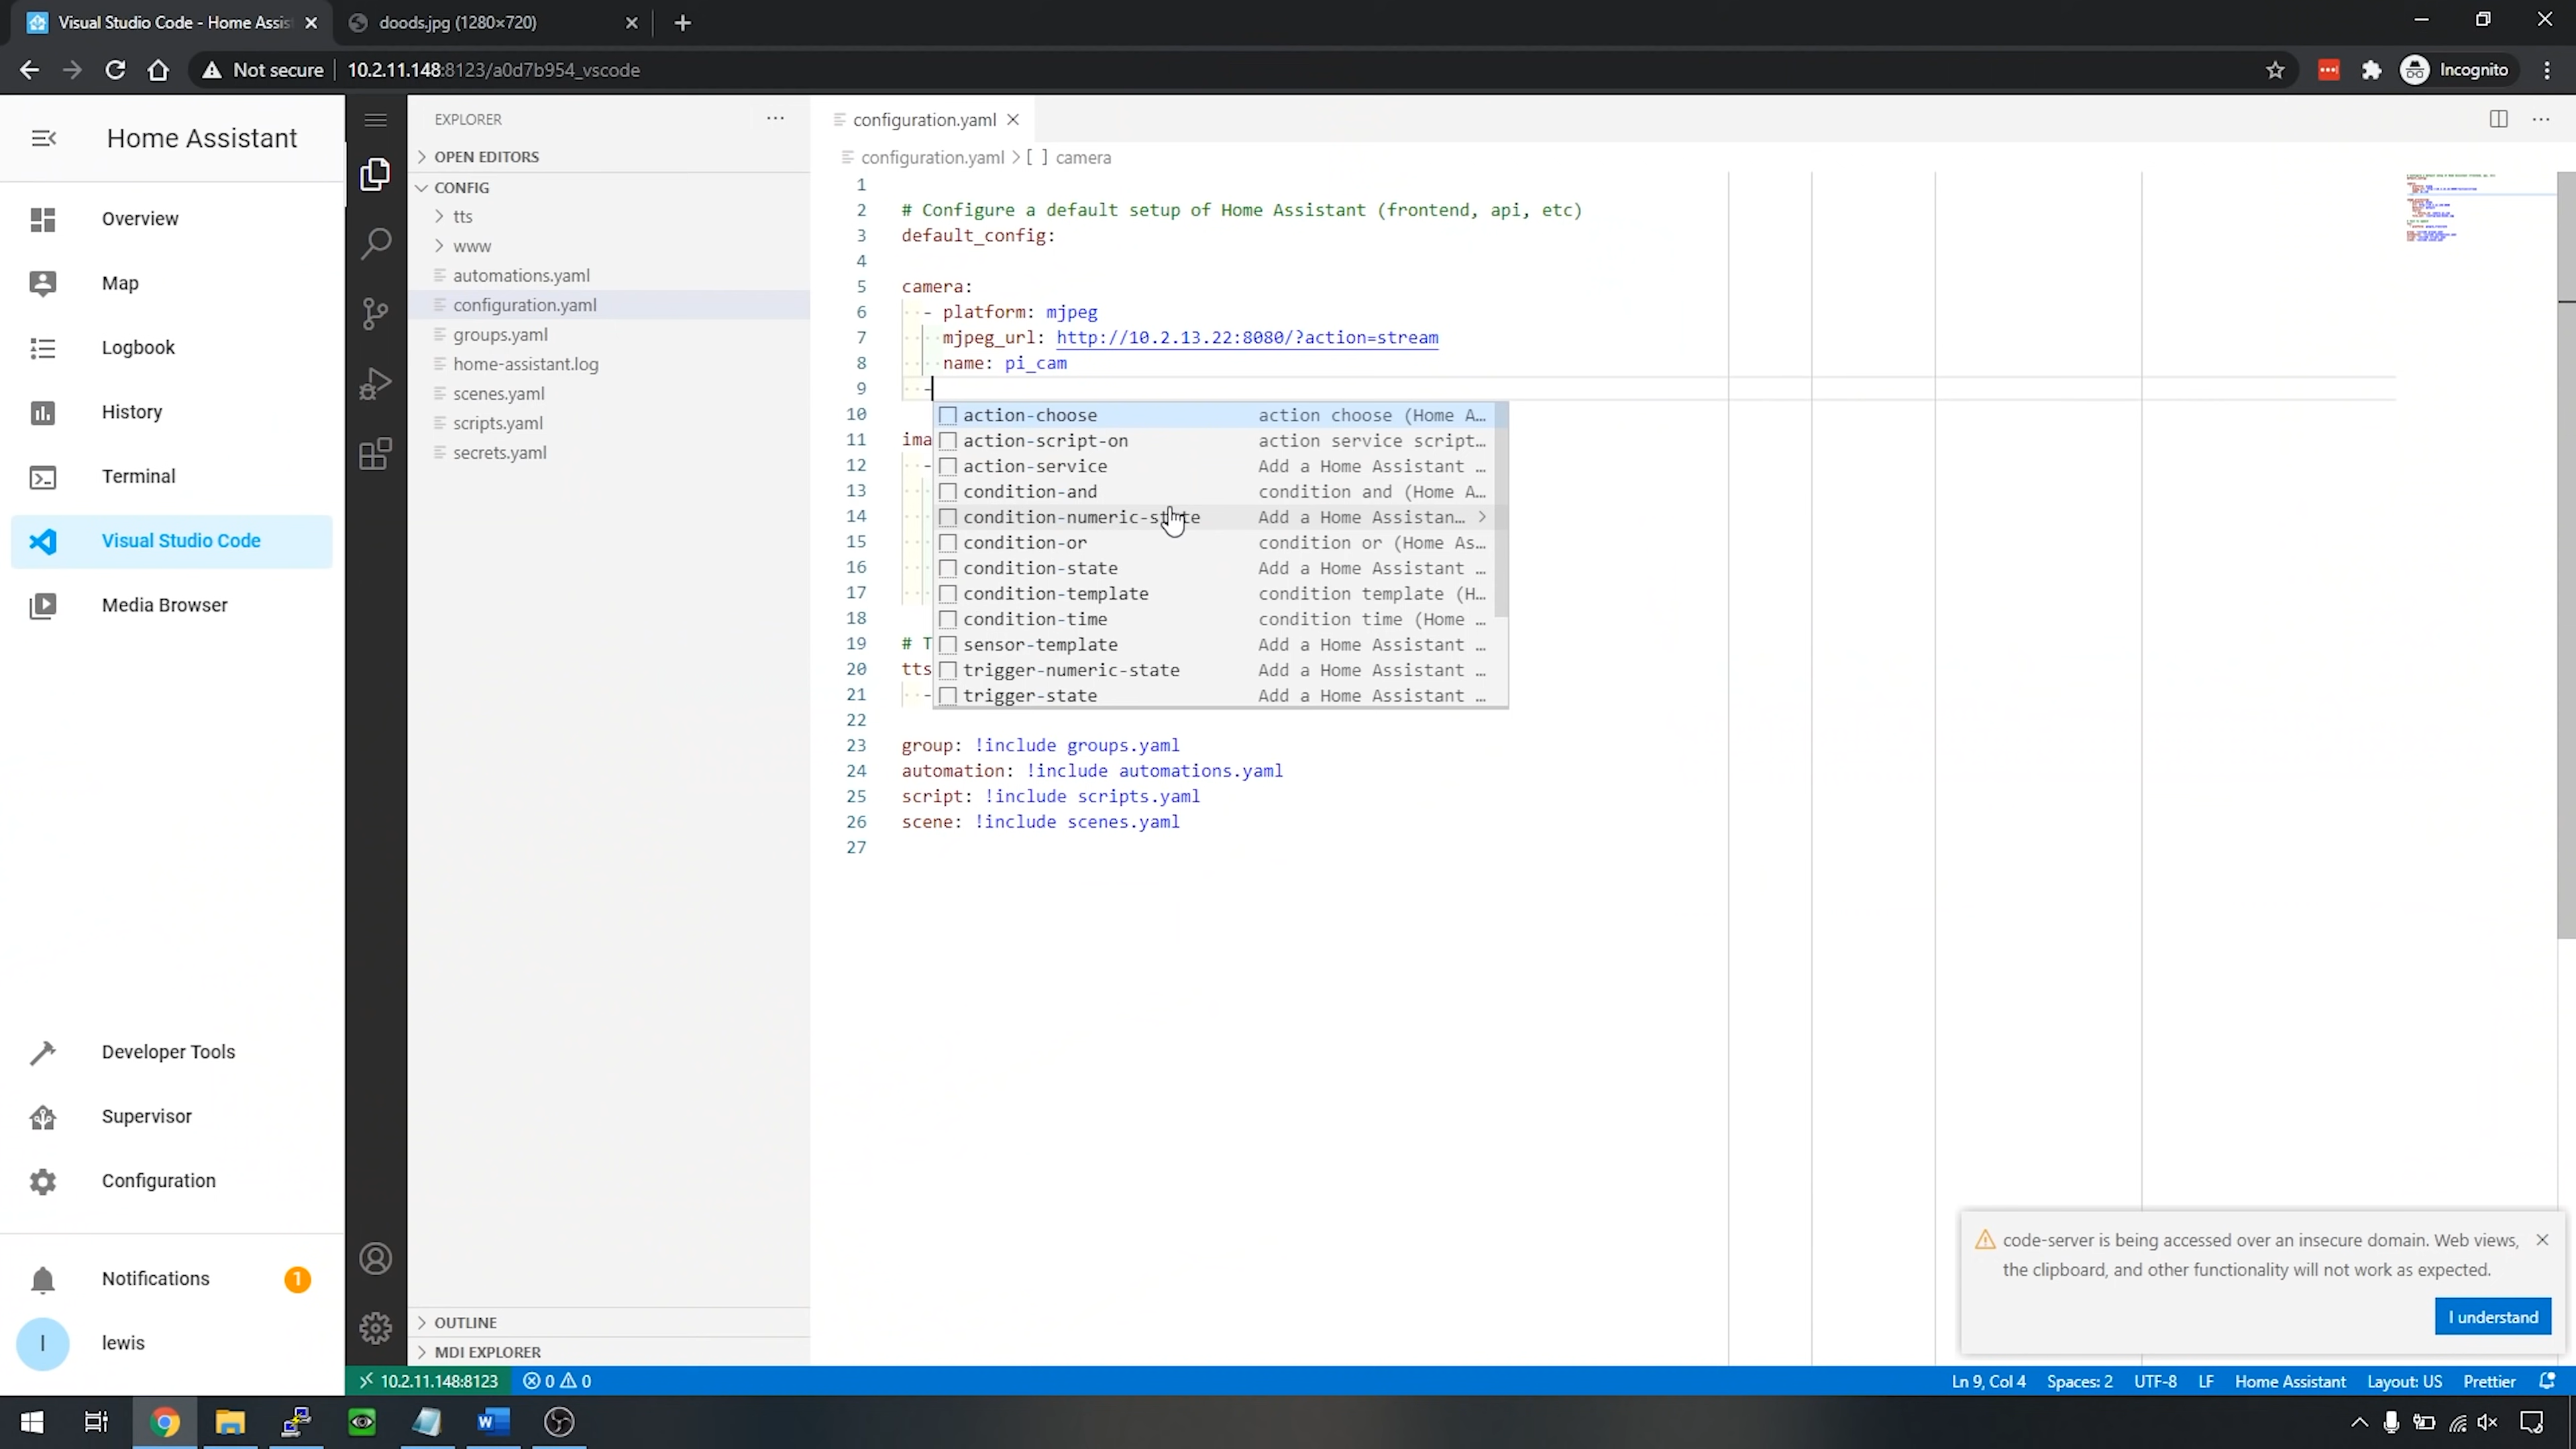 Visual Studio Code - Home Assis
doods.jpg (1280×720)
Not secure
10.2.11.148:8123/a0d7b954_vscode
Incognito
Home Assistant
Overview
Map
Logbook
History
Terminal
Visual Studio Code
Media Browser
Developer Tools
Supervisor
Configuration
Notifications
1
l
lewis
EXPLORER
OPEN EDITORS
CONFIG
tts
www
automations.yaml
configuration.yaml
groups.yaml
home-assistant.log
scenes.yaml
scripts.yaml
secrets.yaml
OUTLINE
MDI EXPLORER
configuration.yaml
configuration.yaml > [ ] camera
1
2 # Configure a default setup of Home Assistant (frontend, api, etc)
3 default_config:
4
5 camera:
6 - platform: mjpeg
7 mjpeg_url: http://10.2.13.22:8080/?action=stream
8 name: pi_cam
9 -
10
11 ima
12 -
13
14
15
16
17
18
19 # T
20 tts
21 -
22
23 group: !include groups.yaml
24 automation: !include automations.yaml
25 script: !include scripts.yaml
26 scene: !include scenes.yaml
27
action-choose action choose (Home A…
action-script-on action service script…
action-service Add a Home Assistant …
condition-and condition and (Home A…
condition-numeric-state Add a Home Assistan… >
condition-or condition or (Home As…
condition-state Add a Home Assistant …
condition-template condition template (H…
condition-time condition time (Home …
sensor-template Add a Home Assistant …
trigger-numeric-state Add a Home Assistant …
trigger-state Add a Home Assistant …
code-server is being accessed over an insecure domain. Web views,
the clipboard, and other functionality will not work as expected.
I understand
10.2.11.148:8123
0
0
Ln 9, Col 4
Spaces: 2
UTF-8
LF
Home Assistant
Layout: US
Prettier